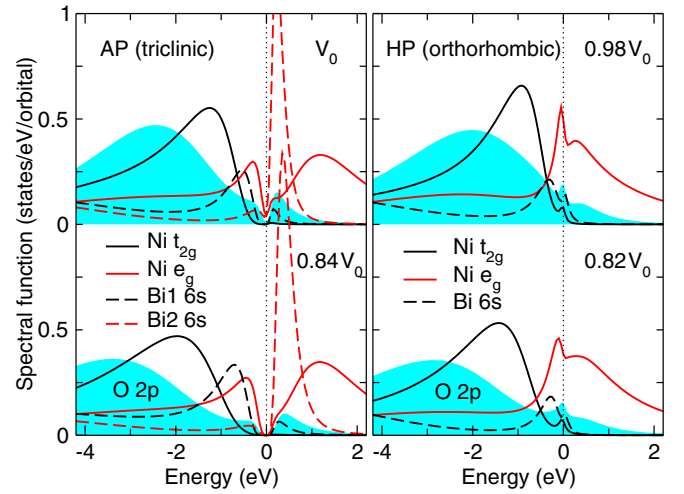 1
AP (triclinic)
V₀
HP (orthorhombic)
0.98V₀
0.5
0
Spectral function (states/eV/orbital)
Ni t₂g
Ni e_g
Bi1 6s
Bi2 6s
0.84V₀
Ni t₂g
Ni e_g
Bi 6s
0.82V₀
0.5
O 2p
O 2p
0
-4
-2
0
2
-4
-2
0
2
Energy (eV)
Energy (eV)